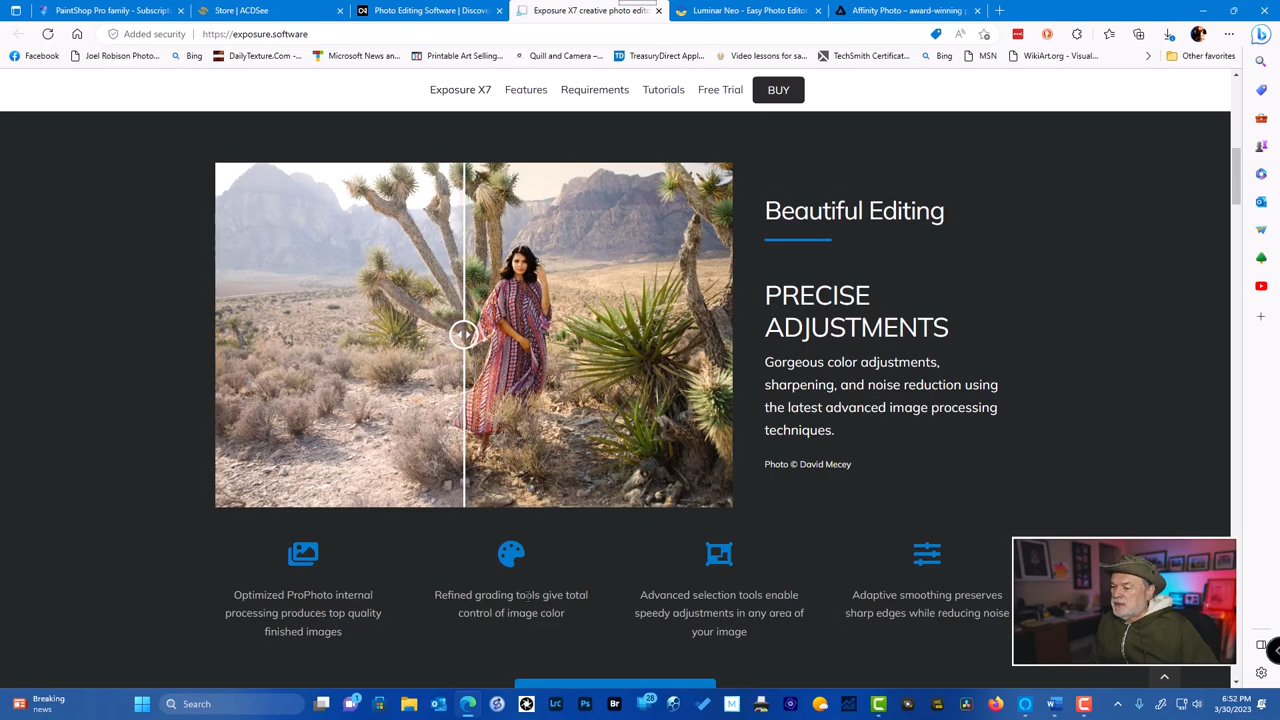 PaintShop Pro family - Subscript
Store | ACDSee
Photo Editing Software | Discove
Exposure X7 creative photo edito
Luminar Neo - Easy Photo Editor
Affinity Photo – award-winning p
Added security
https://exposure.software
Facebook
Joel Robison Photo...
Bing
DailyTexture.Com -...
Microsoft News an...
Printable Art Selling...
Quill and Camera –...
TreasuryDirect Appl...
Video lessons for sa...
TechSmith Certificat...
Bing
MSN
WikiArt.org - Visual...
Other favorites
Exposure X7
Features
Requirements
Tutorials
Free Trial
BUY
Beautiful Editing
PRECISE
ADJUSTMENTS
Gorgeous color adjustments,
sharpening, and noise reduction using
the latest advanced image processing
techniques.
Photo © David Mecey
Optimized ProPhoto internal
processing produces top quality
finished images
Refined grading tools give total
control of image color
Advanced selection tools enable
speedy adjustments in any area of
your image
Adaptive smoothing preserves
sharp edges while reducing noise
Breaking
news
Search
1
LrC
Ps
Br
28
M
6:52 PM
3/30/2023